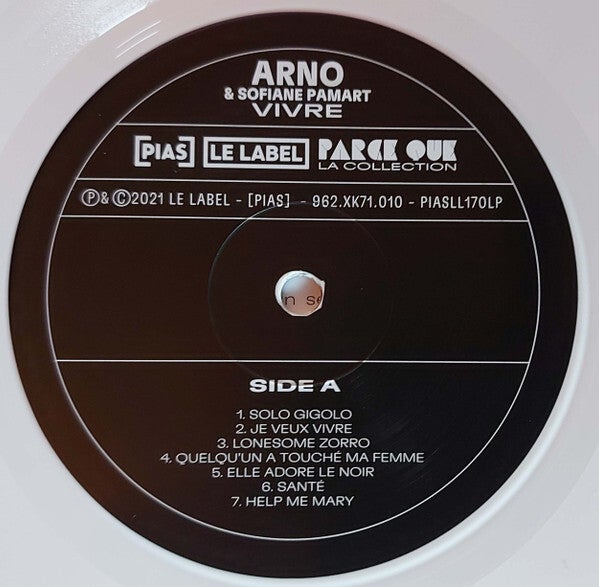 ARNO
& SOFIANE PAMART
VIVRE
[PIAS] LE LABEL PARCE QUE
LA COLLECTION
Ⓟ& ©2021 LE LABEL - [PIAS] - 962.XK71.010 - PIASLL170LP
SIDE A
1. SOLO GIGOLO
2. JE VEUX VIVRE
3. LONESOME ZORRO
4. QUELQU'UN A TOUCHÉ MA FEMME
5. ELLE ADORE LE NOIR
6. SANTÉ
7. HELP ME MARY